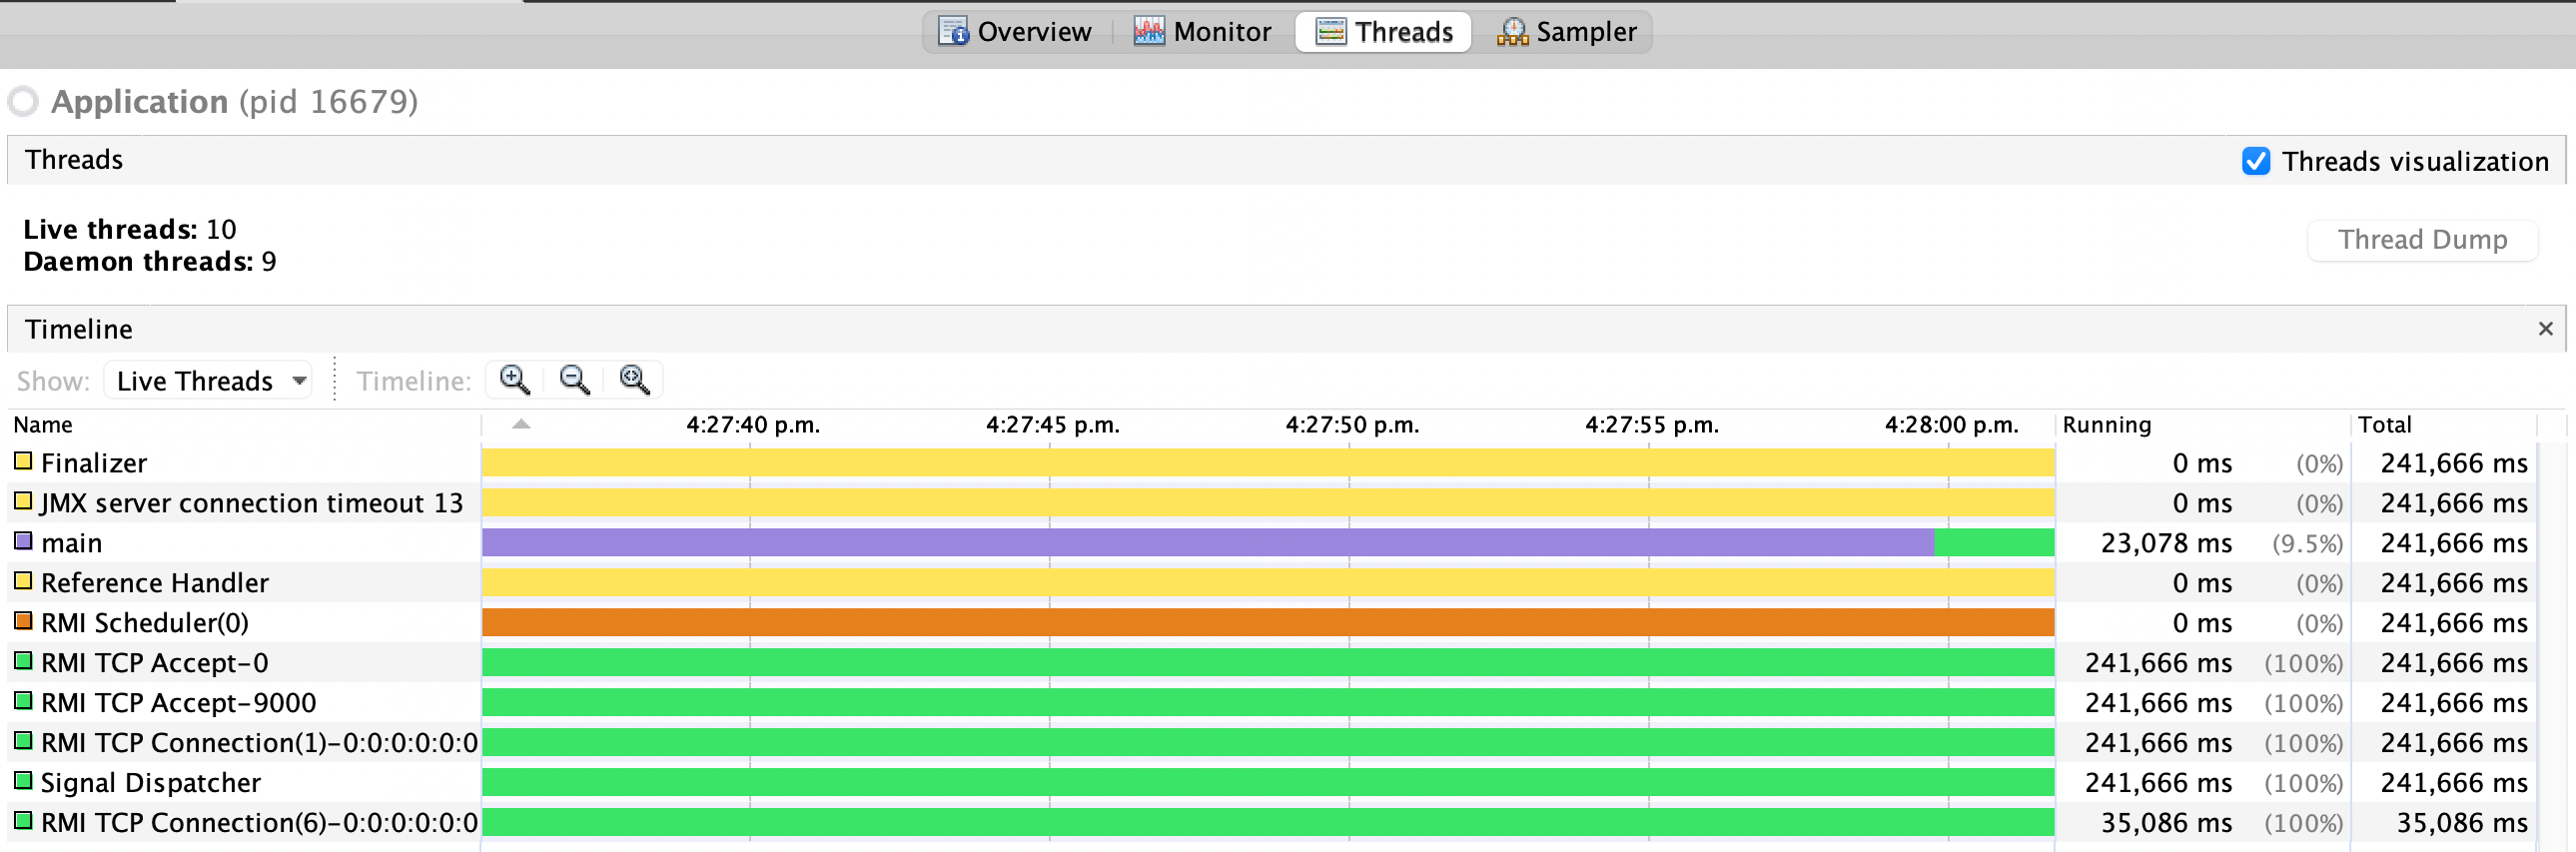 Overview Monitor Threads Sampler
Application (pid 16679)
Threads Threads visualization
Live threads: 10
Thread Dump
Daemon threads: 9
Timeline ×
Show: Live Threads Timeline:
Name 4:27:40 p.m. 4:27:45 p.m. 4:27:50 p.m. 4:27:55 p.m. 4:28:00 p.m. Running Total
Finalizer 0 ms (0%) 241,666 ms
JMX server connection timeout 13 0 ms (0%) 241,666 ms
main 23,078 ms (9.5%) 241,666 ms
Reference Handler 0 ms (0%) 241,666 ms
RMI Scheduler(0) 0 ms (0%) 241,666 ms
RMI TCP Accept-0 241,666 ms (100%) 241,666 ms
RMI TCP Accept-9000 241,666 ms (100%) 241,666 ms
RMI TCP Connection(1)-0:0:0:0:0:0 241,666 ms (100%) 241,666 ms
Signal Dispatcher 241,666 ms (100%) 241,666 ms
RMI TCP Connection(6)-0:0:0:0:0:0 35,086 ms (100%) 35,086 ms